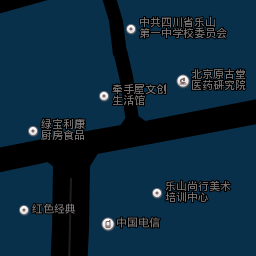 中共四川省乐山
第一中学校委员会
北京原古堂
医药研究院
牵手屋文创
生活馆
绿宝利康
厨房食品
乐山尚行美术
培训中心
红色经典
中国电信